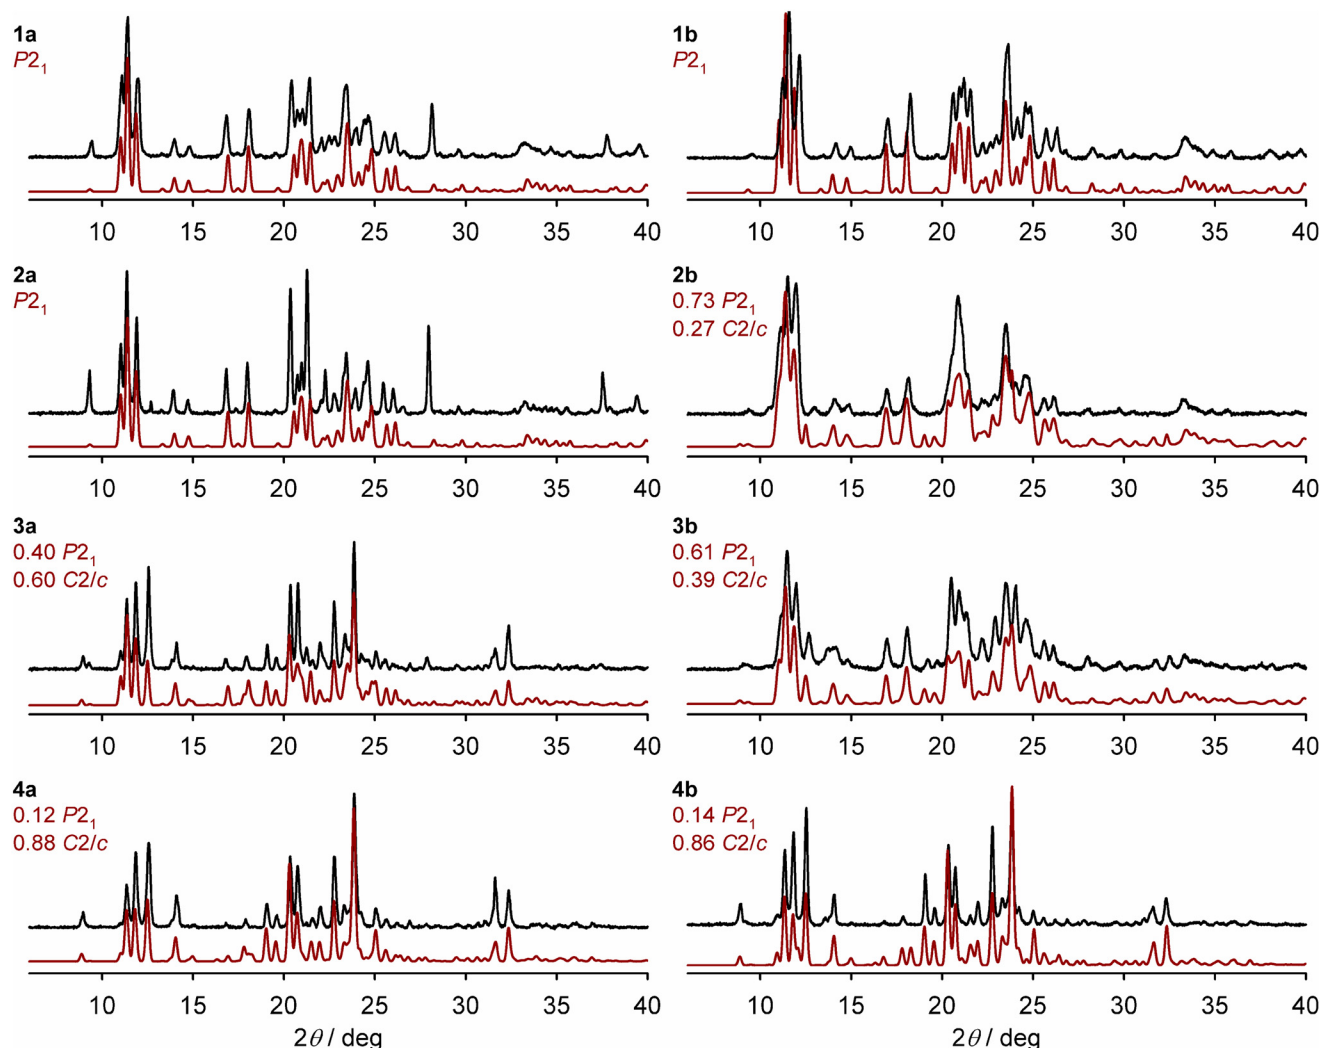 1a
P2₁
10 15 20 25 30 35 40
1b
P2₁
10 15 20 25 30 35 40
2a
P2₁
10 15 20 25 30 35 40
2b
0.73 P2₁
0.27 C2/c
10 15 20 25 30 35 40
3a
0.40 P2₁
0.60 C2/c
10 15 20 25 30 35 40
3b
0.61 P2₁
0.39 C2/c
10 15 20 25 30 35 40
4a
0.12 P2₁
0.88 C2/c
10 15 20 25 30 35 40
2θ / deg
4b
0.14 P2₁
0.86 C2/c
10 15 20 25 30 35 40
2θ / deg